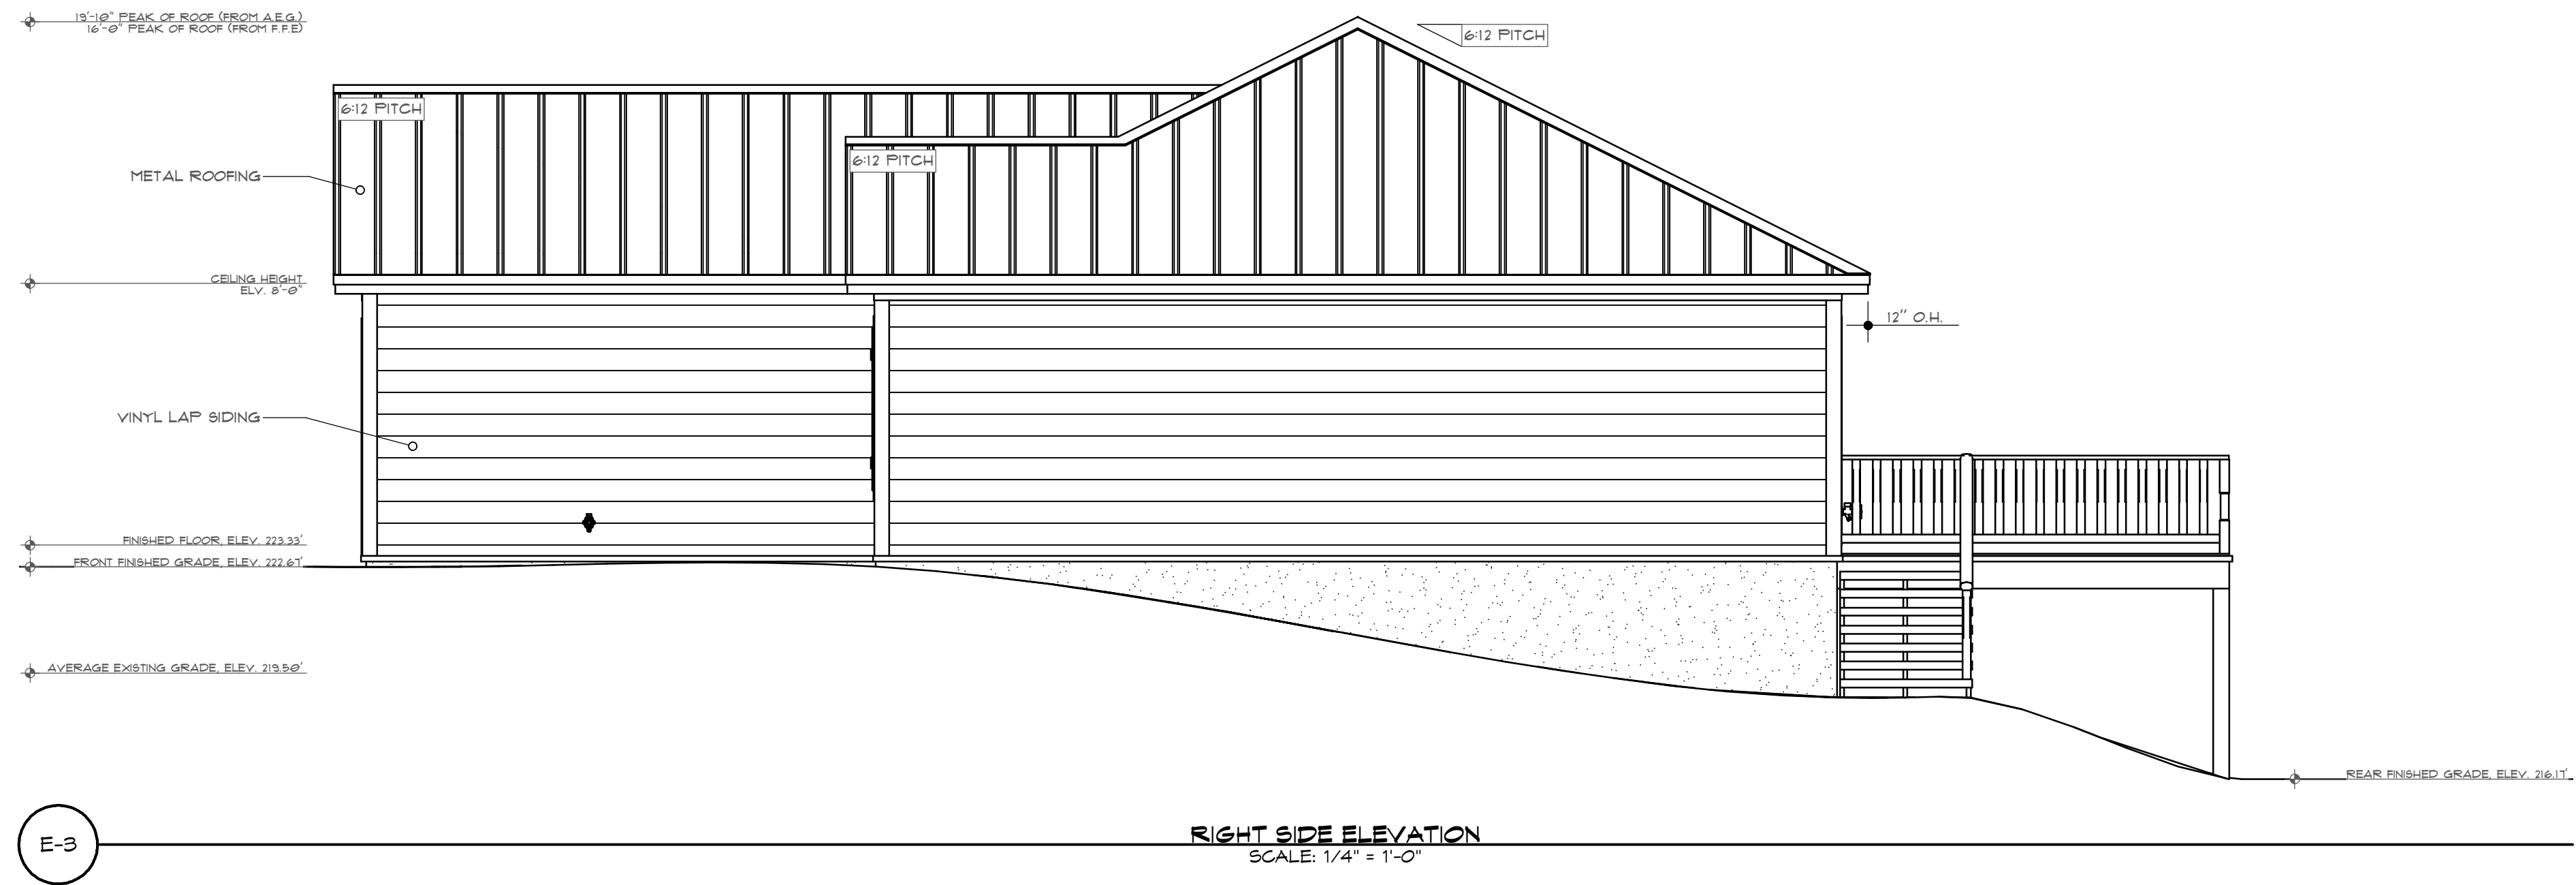 19'-10" PEAK OF ROOF (FROM A.E.G.)
16'-0" PEAK OF ROOF (FROM F.F.E)
6:12 PITCH
6:12 PITCH
6:12 PITCH
METAL ROOFING
CEILING HEIGHT
ELV. 8'-0"
12" O.H.
VINYL LAP SIDING
FINISHED FLOOR, ELEV. 223.33'
FRONT FINISHED GRADE, ELEV. 222.67'
AVERAGE EXISTING GRADE, ELEV. 219.50'
REAR FINISHED GRADE, ELEV. 216.17'
E-3
RIGHT SIDE ELEVATION
SCALE: 1/4" = 1'-0"